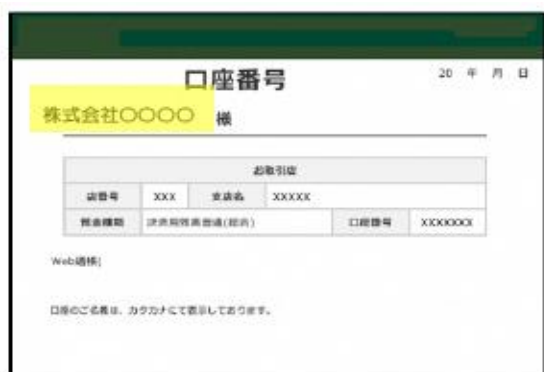 口座番号
20 年 月 日
株式会社〇〇〇〇 様
お取引店
店番号 XXX 支店名 XXXXX
預金種類 決済用預金普通(総合) 口座番号 XXXXXXX
Web通帳
口座のご名義は、カタカナにて表示しております。